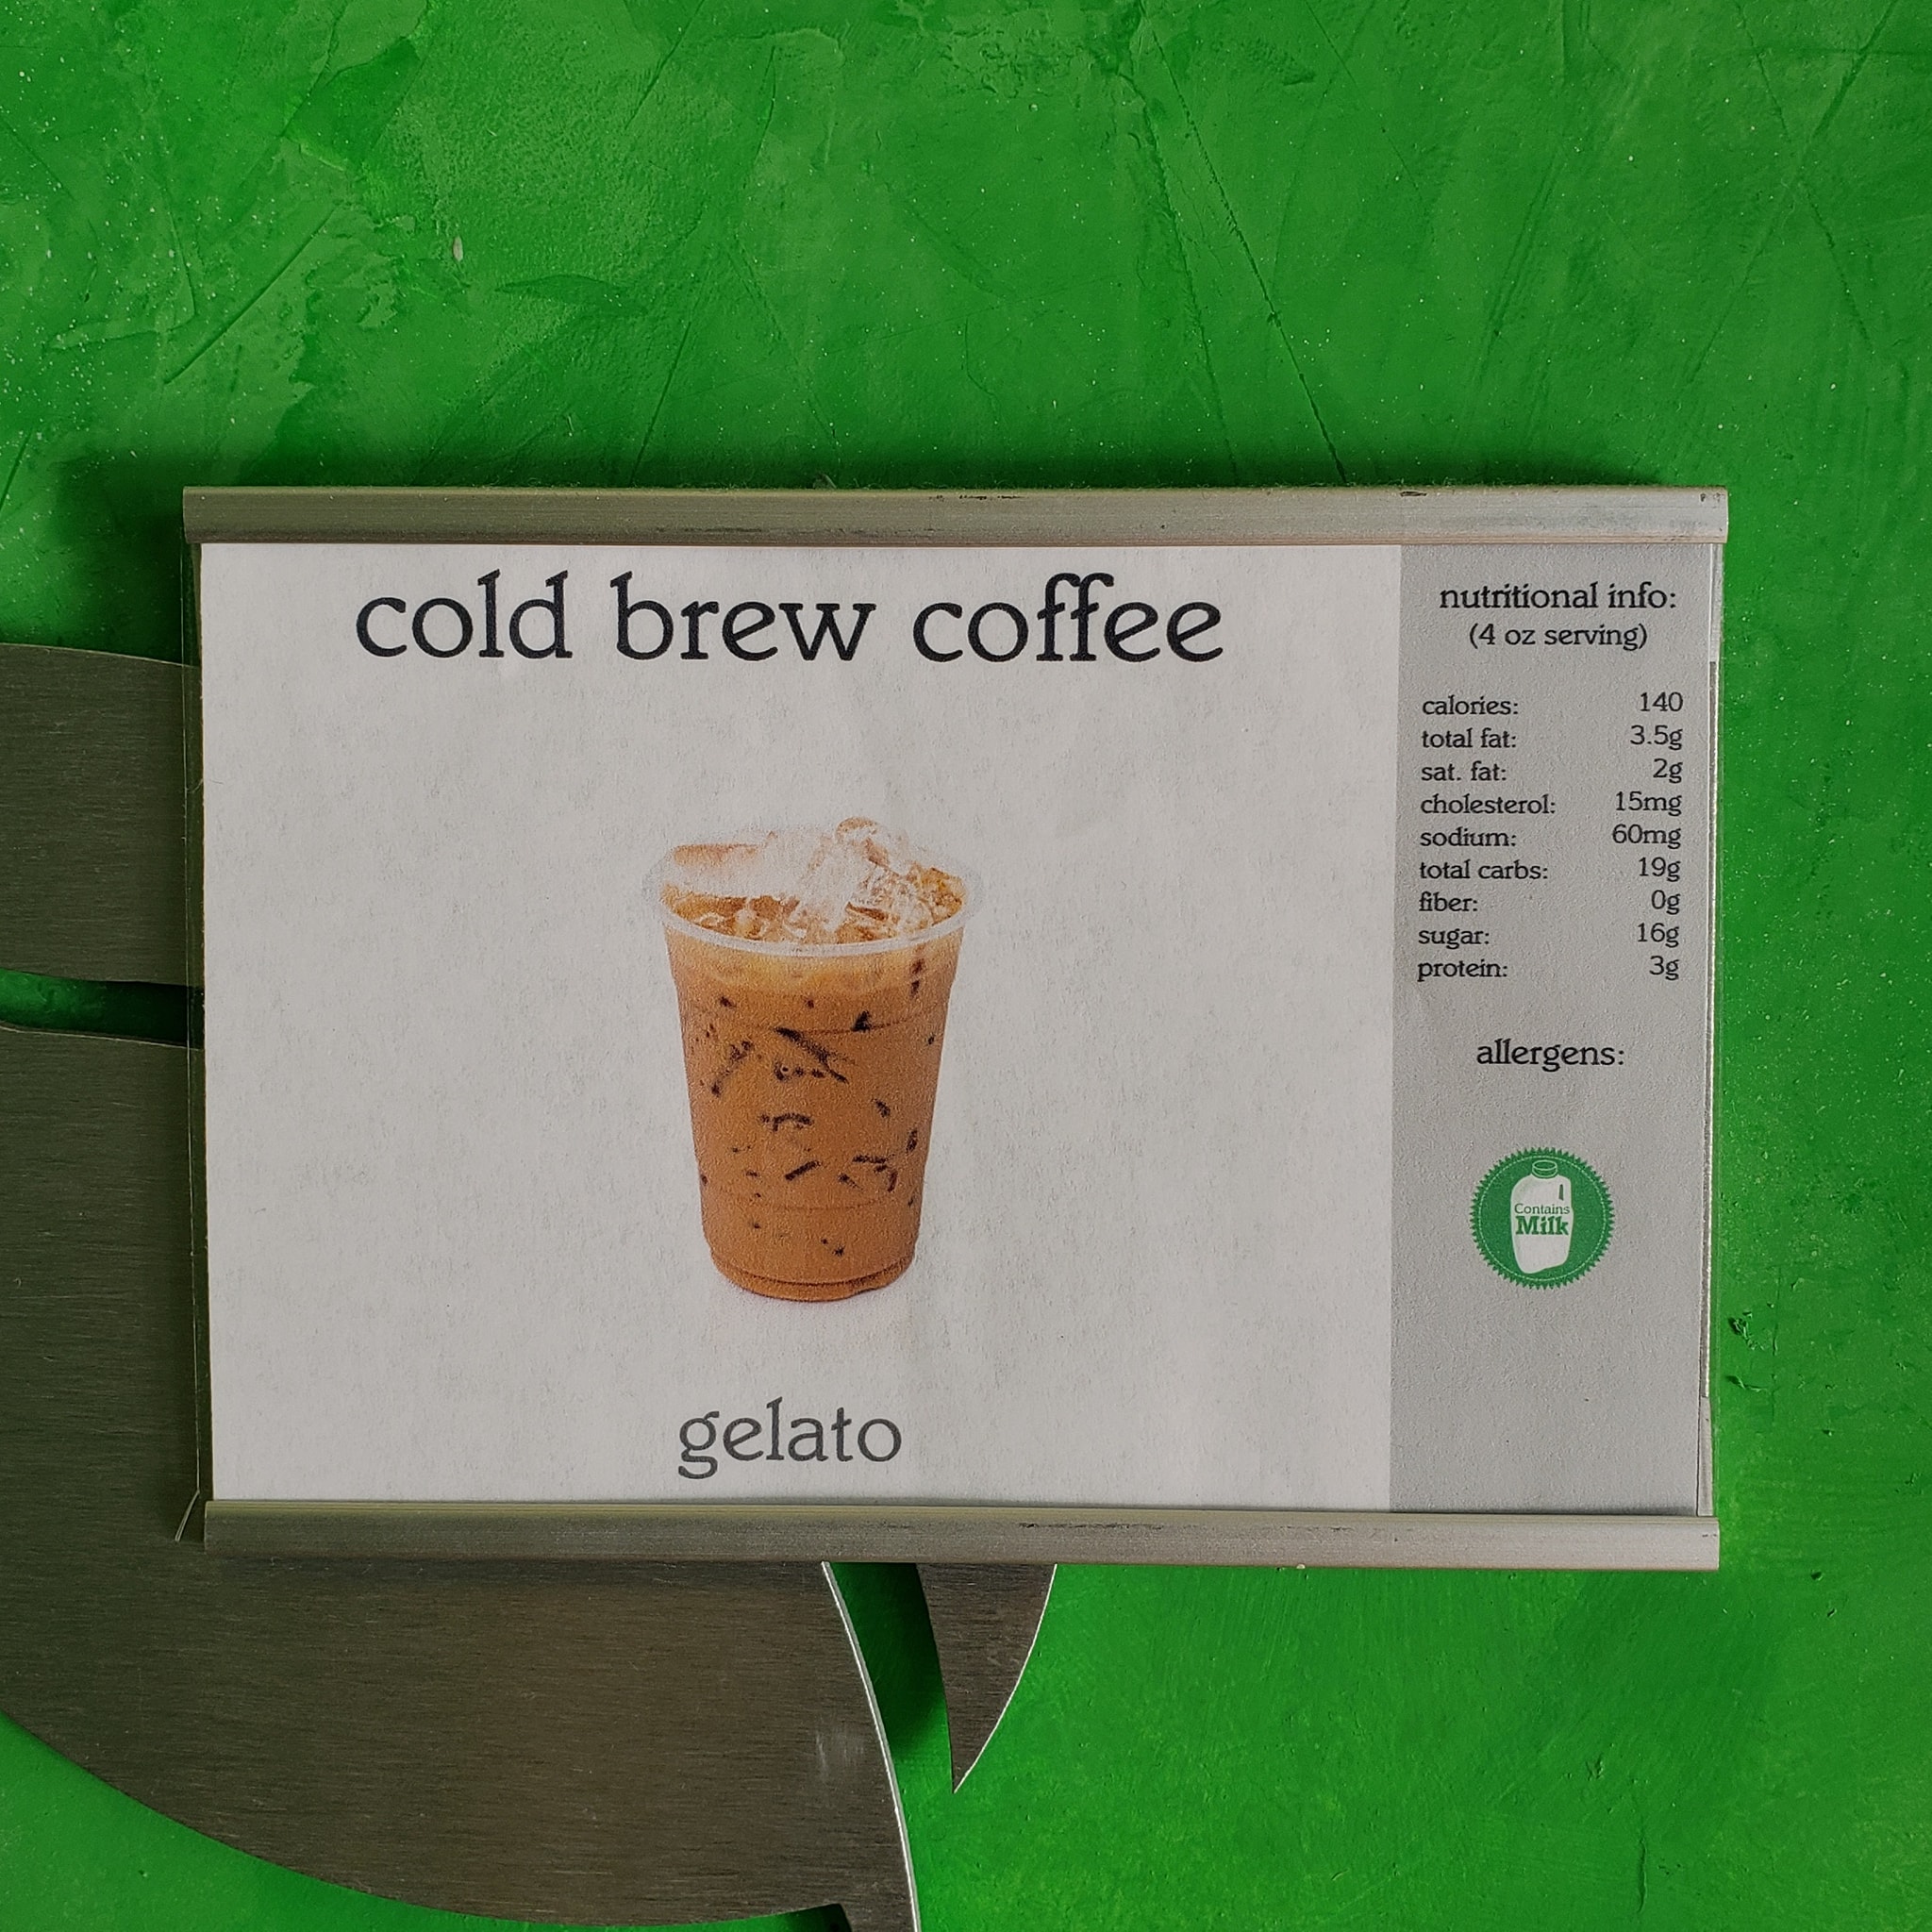 cold brew coffee
gelato
nutritional info:
(4 oz serving)
calories: 140
total fat: 3.5g
sat. fat: 2g
cholesterol: 15mg
sodium: 60mg
total carbs: 19g
fiber: 0g
sugar: 16g
protein: 3g
allergens:
Contains
Milk